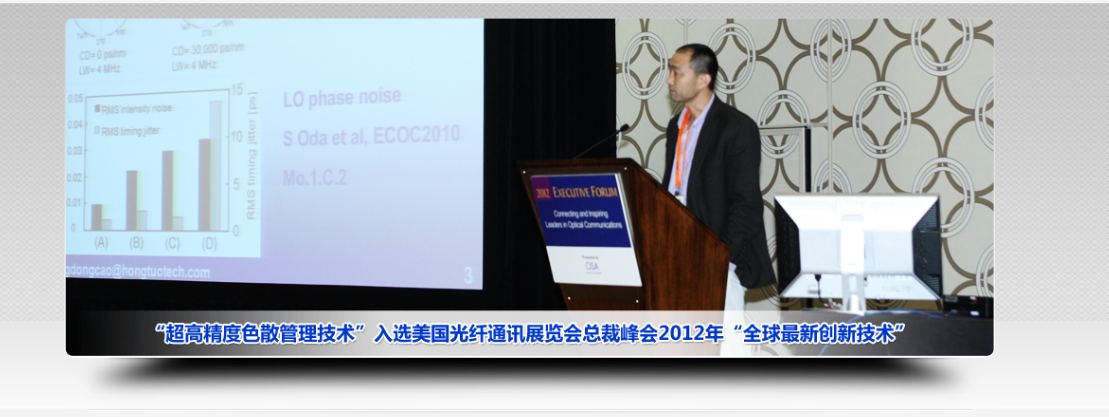 CD= 0 ps/nm
LW= 4 MHz
CD= 30,000 ps/nm
LW= 4 MHz
0.05
0.04
0.03
0.02
0.01
0
RMS intensity noise
RMS timing jitter
15
10
5
0
RMS timing jitter [ps]
(A) (B) (C) (D)
LO phase noise
S Oda et al, ECOC2010
Mo.1.C.2
gdongcao@hongtuotech.com
3
2012 EXECUTIVE FORUM
Connecting and Inspiring
Leaders in Optical Communications
OSA
“超高精度色散管理技术”入选美国光纤通讯展览会总裁峰会2012年“全球最新创新技术”